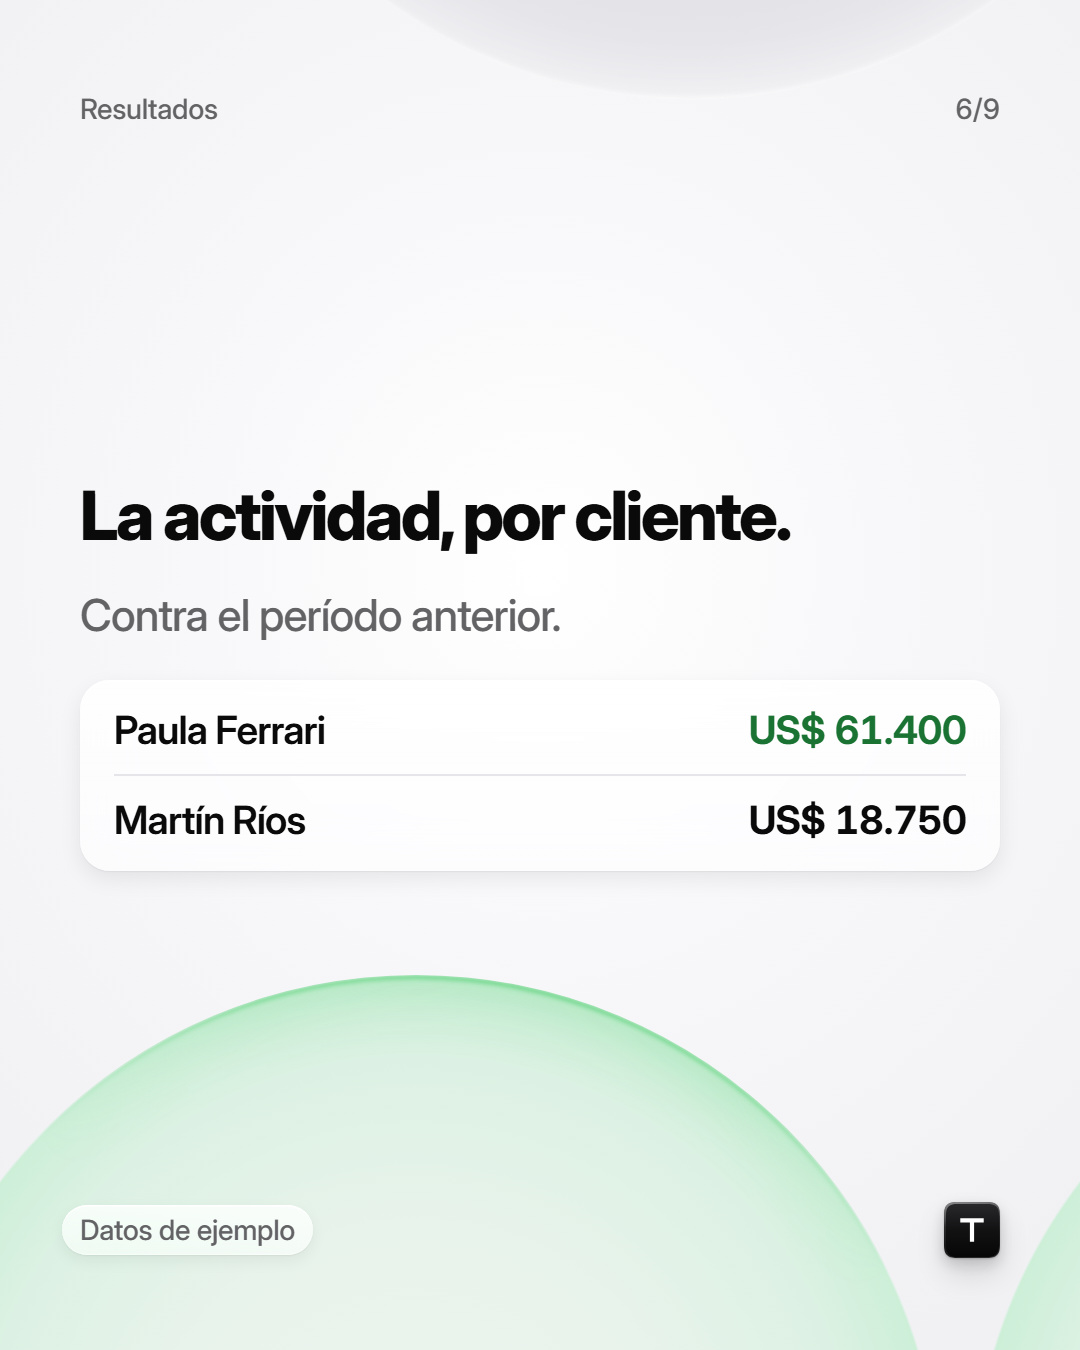 Resultados
6/9
La actividad, por cliente.
Contra el período anterior.
Paula Ferrari
US$ 61.400
Martín Ríos
US$ 18.750
Datos de ejemplo
T